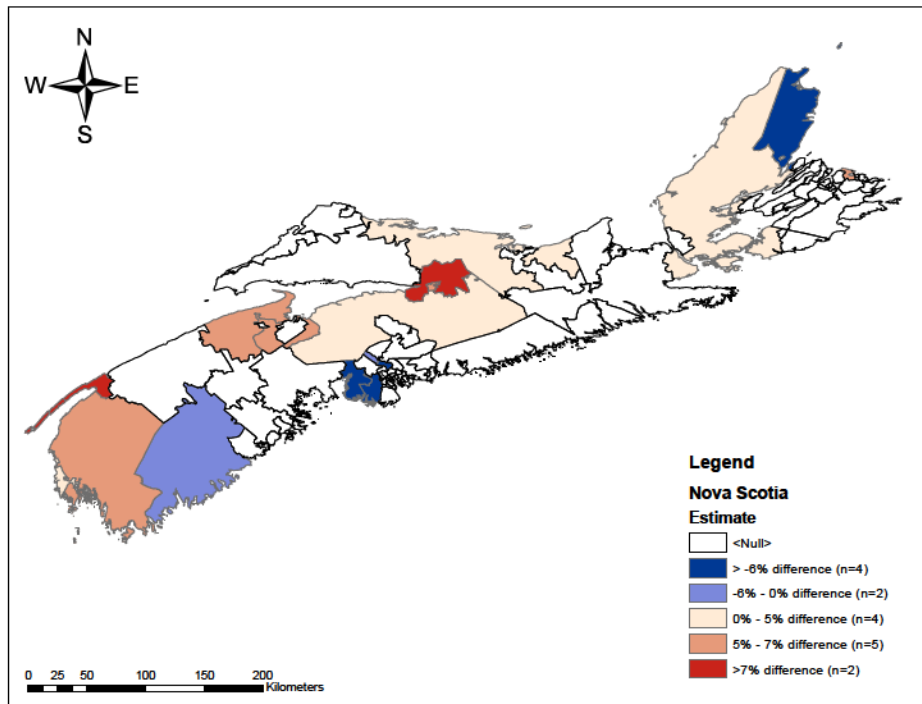 N
W E
S
Legend
Nova Scotia
Estimate
<Null>
> -6% difference (n=4)
-6% - 0% difference (n=2)
0% - 5% difference (n=4)
5% - 7% difference (n=5)
>7% difference (n=2)
0 25 50 100 150 200
Kilometers